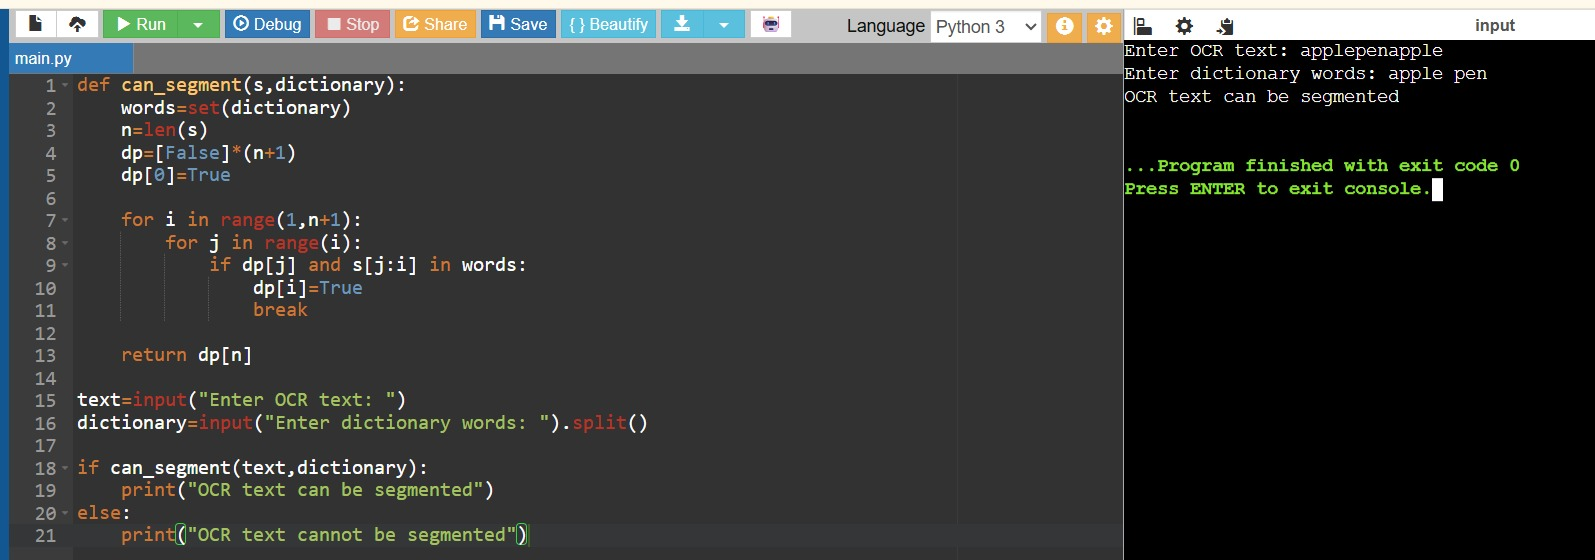 Run Debug Stop Share Save { } Beautify Language Python 3
main.py
1 def can_segment(s,dictionary):
2     words=set(dictionary)
3     n=len(s)
4     dp=[False]*(n+1)
5     dp[0]=True
6
7     for i in range(1,n+1):
8         for j in range(i):
9             if dp[j] and s[j:i] in words:
10                 dp[i]=True
11                 break
12
13     return dp[n]
14
15 text=input("Enter OCR text: ")
16 dictionary=input("Enter dictionary words: ").split()
17
18 if can_segment(text,dictionary):
19     print("OCR text can be segmented")
20 else:
21     print("OCR text cannot be segmented")
input
Enter OCR text: applepenapple
Enter dictionary words: apple pen
OCR text can be segmented
...Program finished with exit code 0
Press ENTER to exit console.